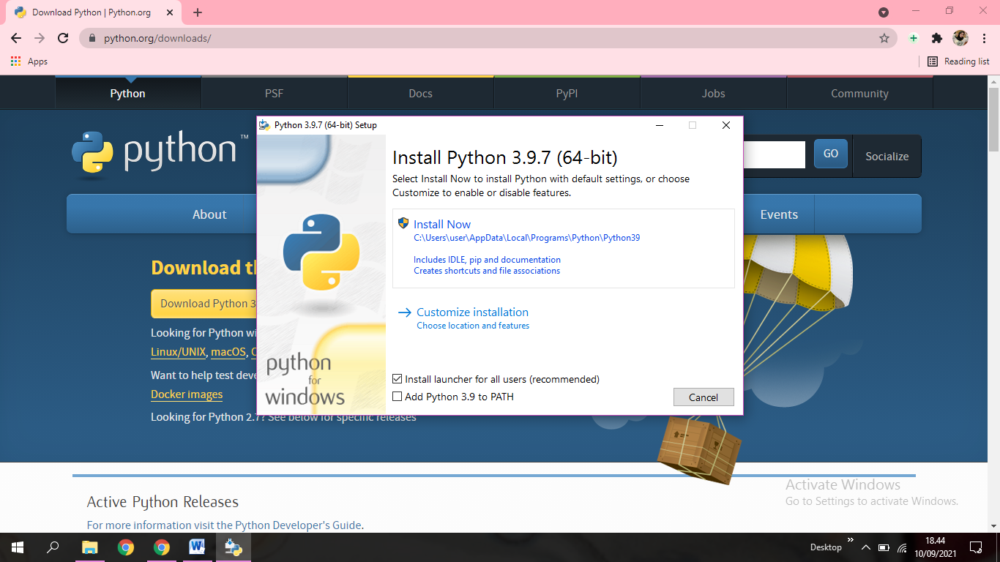 Download Python | Python.org
python.org/downloads/
Apps
Reading list
Python
PSF
Docs
PyPI
Jobs
Community
python™
GO
Socialize
About
Events
Download th
Download Python 3
Looking for Python wi
Linux/UNIX, macOS, O
Want to help test deve
Docker images
Looking for Python 2.7? See below for specific releases
Python 3.9.7 (64-bit) Setup
Install Python 3.9.7 (64-bit)
Select Install Now to install Python with default settings, or choose
Customize to enable or disable features.
Install Now
C:\Users\user\AppData\Local\Programs\Python\Python39
Includes IDLE, pip and documentation
Creates shortcuts and file associations
Customize installation
Choose location and features
python
for
windows
Install launcher for all users (recommended)
Add Python 3.9 to PATH
Cancel
Active Python Releases
For more information visit the Python Developer's Guide.
Activate Windows
Go to Settings to activate Windows.
Desktop
18.44
10/09/2021